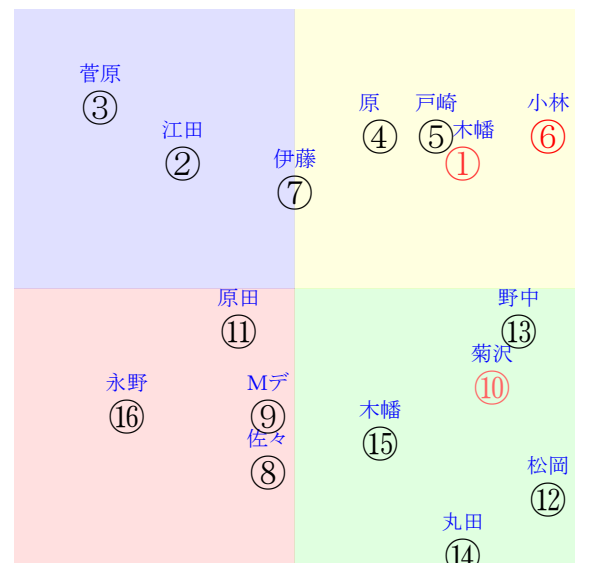 菅原
③
江田
②
伊藤
⑦
原
④
戸崎
⑤
木幡
①
小林
⑥
原田
⑪
野中
⑬
菊沢
⑩
永野
⑯
Mデ
⑨
木幡
⑮
佐々
⑧
松岡
⑫
丸田
⑭